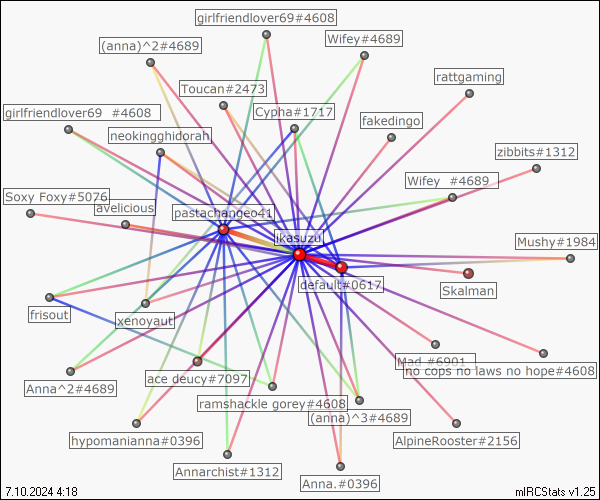 girlfriendlover69#4608
(anna)^2#4689
Wifey#4689
rattgaming
Toucan#2473
girlfriendlover69 #4608
Cypha#1717
fakedingo
neokingghidorah
zibbits#1312
Soxy Foxy#5076
avelicious
Wifey #4689
pastachangeo41
ikasuzu
Mushy#1984
default#0617
Skalman
frisout
xenoyaut
Mad #6901
no cops no laws no hope#4608
Anna^2#4689
ace deucy#7097
ramshackle gorey#4608
(anna)^3#4689
hypomanianna#0396
AlpineRooster#2156
Annarchist#1312
Anna.#0396
7.10.2024 4:18
mIRCStats v1.25